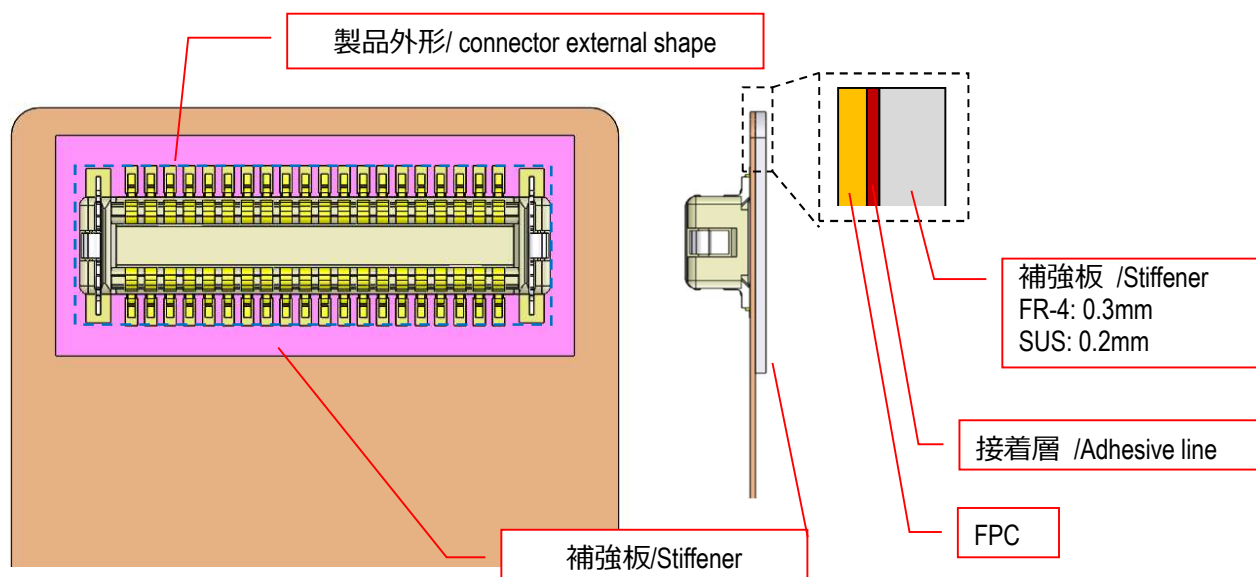 製品外形/ connector external shape
補強板 /Stiffener
FR-4: 0.3mm
SUS: 0.2mm
接着層 /Adhesive line
FPC
補強板/Stiffener